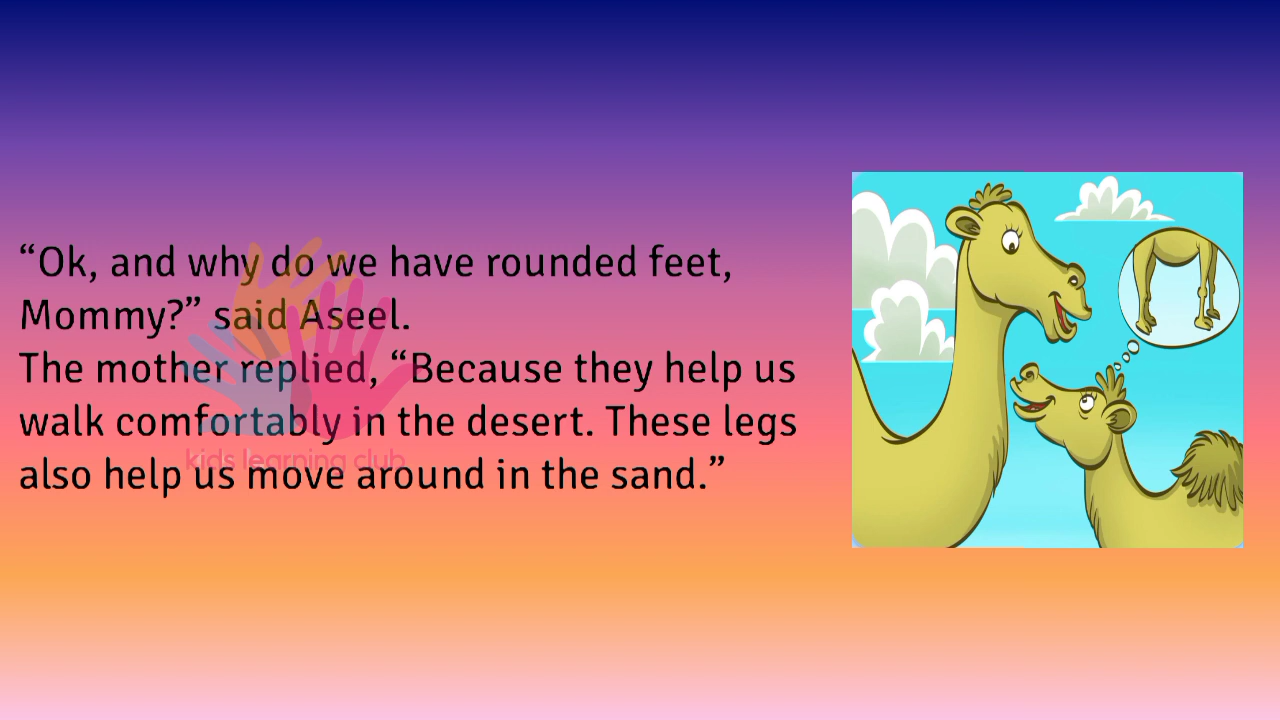 “Ok, and why do we have rounded feet,
Mommy?” said Aseel.
The mother replied, “Because they help us
walk comfortably in the desert. These legs
also help us move around in the sand.”
kids learning club